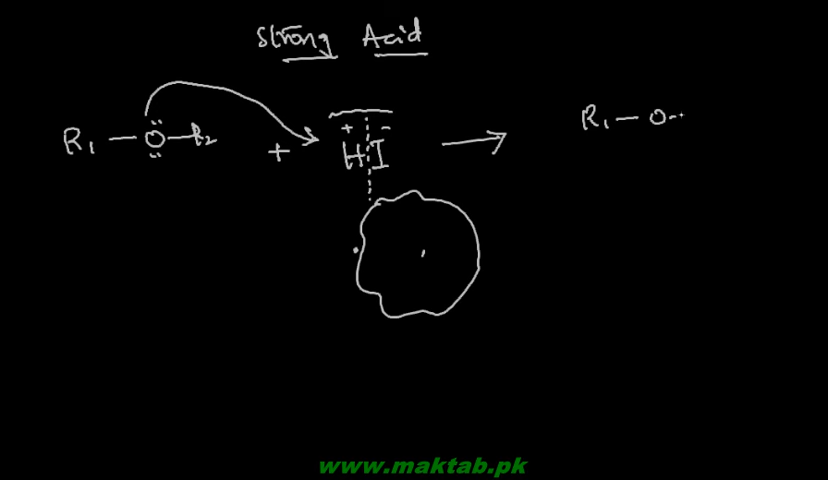 Strong Acid
R₁ — O — R₂ + H I → R₁ — O —
+ -
www.maktab.pk